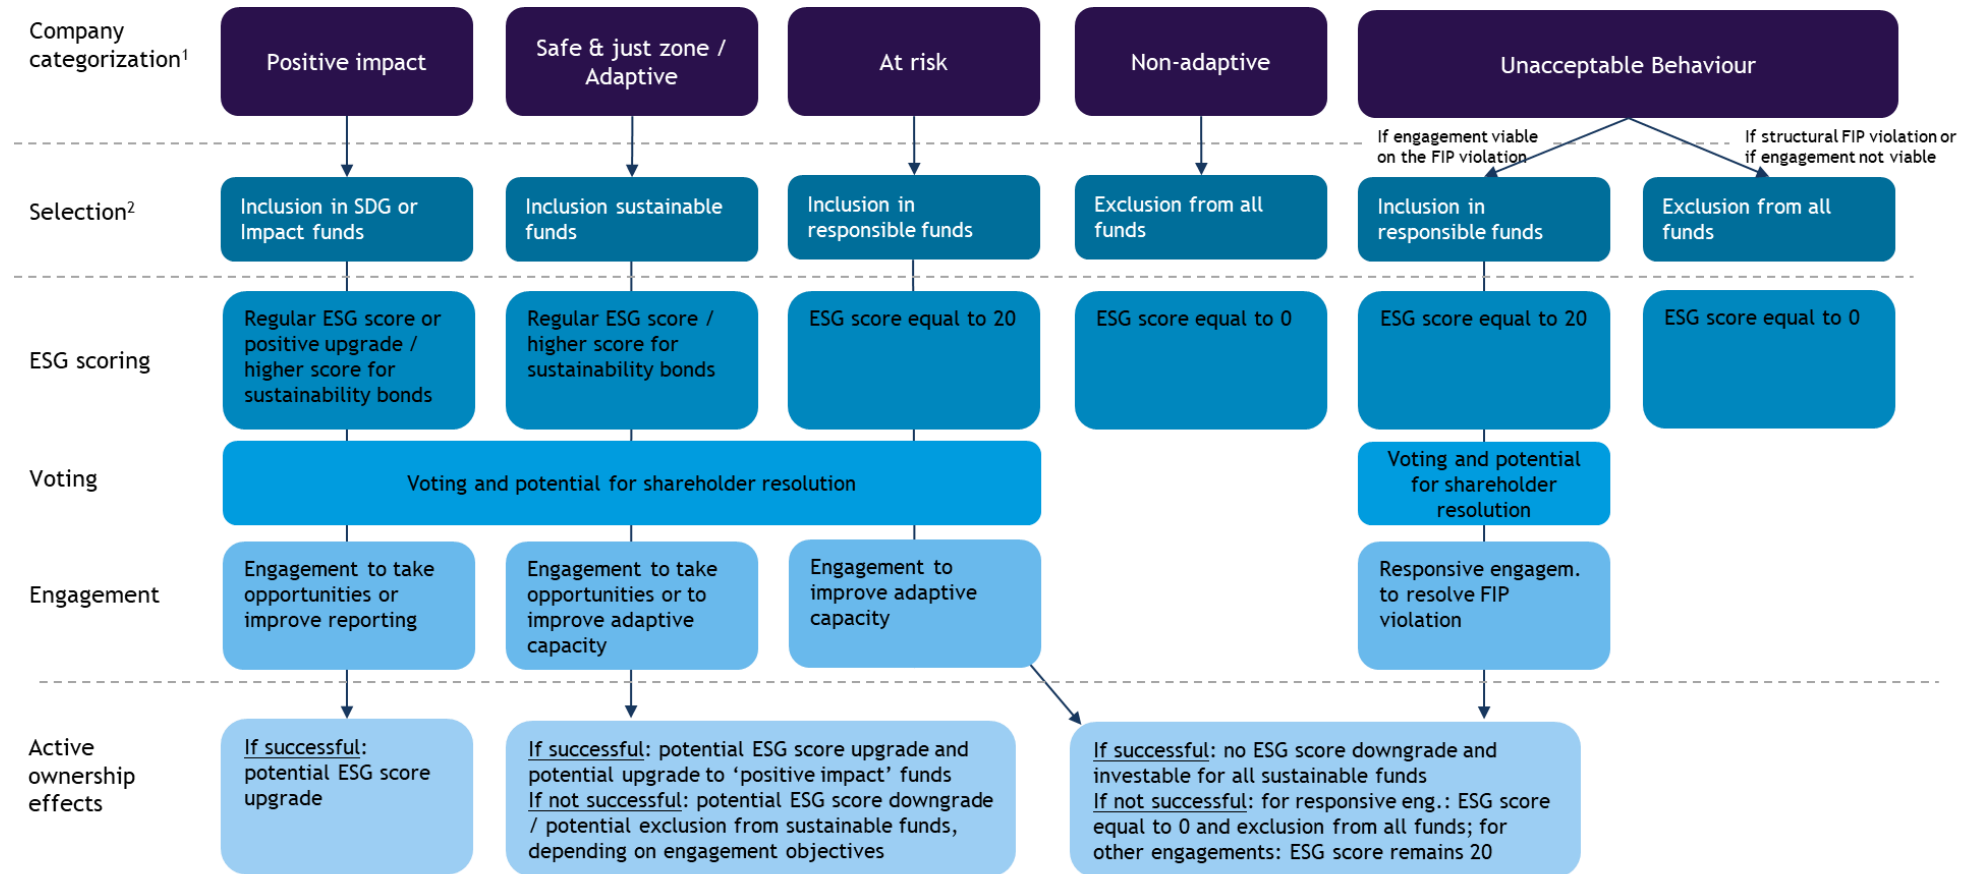 Company
categorization1
Positive impact
Safe & just zone /
Adaptive
At risk
Non-adaptive
Unacceptable Behaviour
If engagement viable
on the FIP violation
If structural FIP violation or
if engagement not viable
Selection2
Inclusion in SDG or
Impact funds
Inclusion sustainable
funds
Inclusion in
responsible funds
Exclusion from all
funds
Inclusion in
responsible funds
Exclusion from all
funds
ESG scoring
Regular ESG score or
positive upgrade /
higher score for
sustainability bonds
Regular ESG score /
higher score for
sustainability bonds
ESG score equal to 20
ESG score equal to 0
ESG score equal to 20
ESG score equal to 0
Voting
Voting and potential for shareholder resolution
Voting and potential
for shareholder
resolution
Engagement
Engagement to take
opportunities or
improve reporting
Engagement to take
opportunities or to
improve adaptive
capacity
Engagement to
improve adaptive
capacity
Responsive engagem.
to resolve FIP
violation
Active
ownership
effects
If successful:
potential ESG score
upgrade
If successful: potential ESG score upgrade and
potential upgrade to ‘positive impact’ funds
If not successful: potential ESG score downgrade
/ potential exclusion from sustainable funds,
depending on engagement objectives
If successful: no ESG score downgrade and
investable for all sustainable funds
If not successful: for responsive eng.: ESG score
equal to 0 and exclusion from all funds; for
other engagements: ESG score remains 20